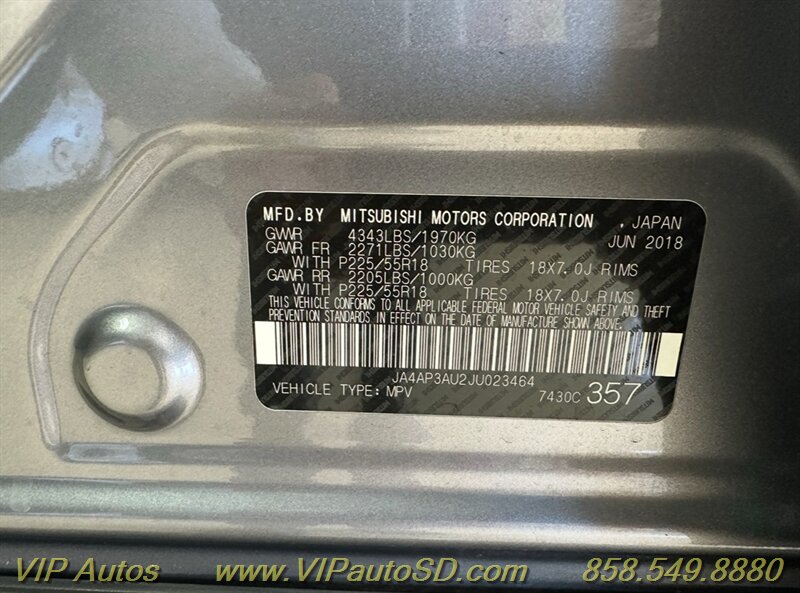 MFD.BY MITSUBISHI MOTORS CORPORATION , JAPAN
GVWR 4343LBS/1970KG JUN 2018
GAWR FR 2271LBS/1030KG
WITH P225/55R18 TIRES 18X7.0J RIMS
GAWR RR 2205LBS/1000KG
WITH P225/55R18 TIRES 18X7.0J RIMS
THIS VEHICLE CONFORMS TO ALL APPLICABLE FEDERAL MOTOR VEHICLE SAFETY AND THEFT
PREVENTION STANDARDS IN EFFECT ON THE DATE OF MANUFACTURE SHOWN ABOVE.
JA4AP3AU2JU023464
VEHICLE TYPE: MPV 7430C 357
VIP Autos www.VIPautoSD.com 858.549.8880